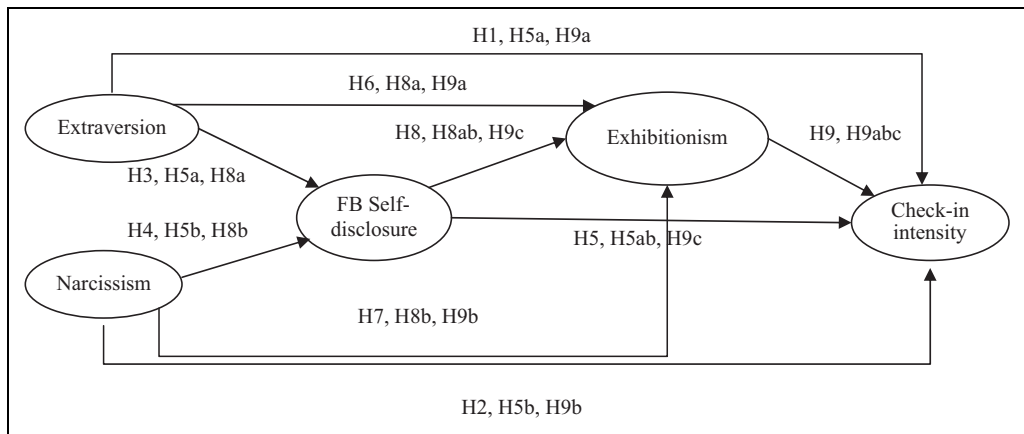 H1, H5a, H9a
H6, H8a, H9a
Extraversion
H8, H8ab, H9c
Exhibitionism
H9, H9abc
H3, H5a, H8a
FB Self-
disclosure
Check-in
intensity
H4, H5b, H8b
H5, H5ab, H9c
Narcissism
H7, H8b, H9b
H2, H5b, H9b